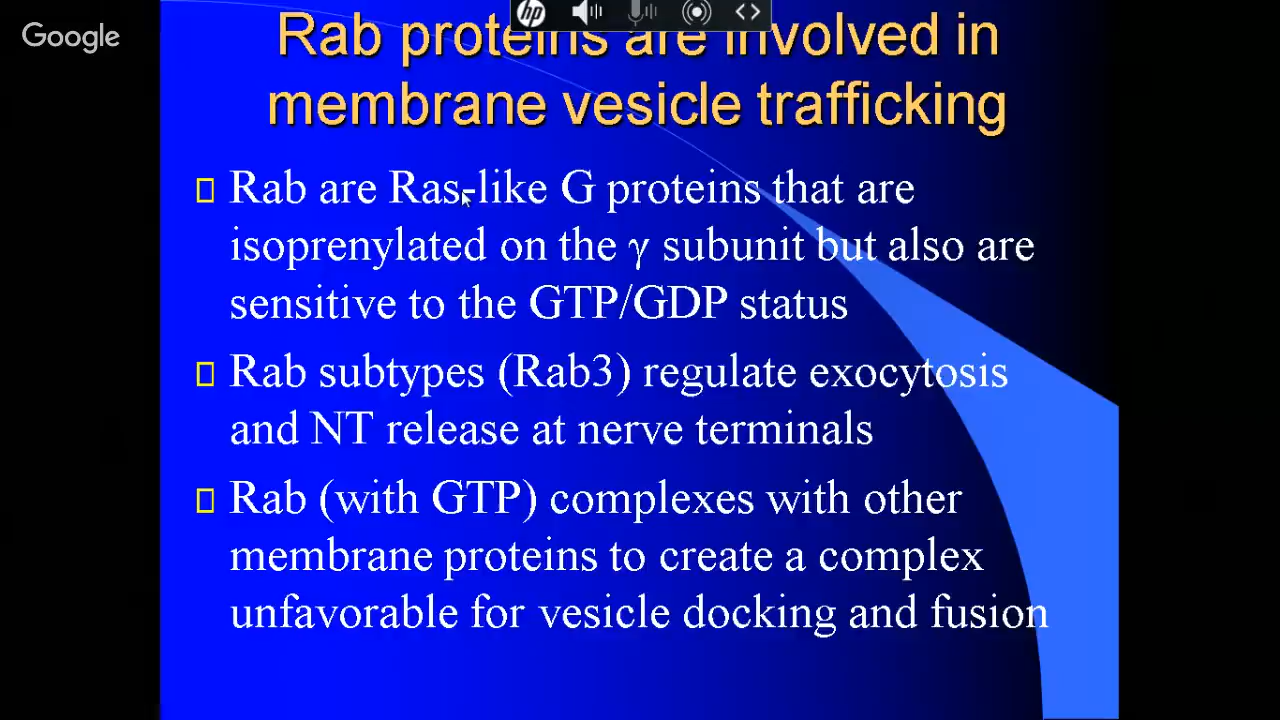 Google
hp
Rab proteins are involved in
membrane vesicle trafficking
Rab are Ras-like G proteins that are
isoprenylated on the γ subunit but also are
sensitive to the GTP/GDP status
Rab subtypes (Rab3) regulate exocytosis
and NT release at nerve terminals
Rab (with GTP) complexes with other
membrane proteins to create a complex
unfavorable for vesicle docking and fusion